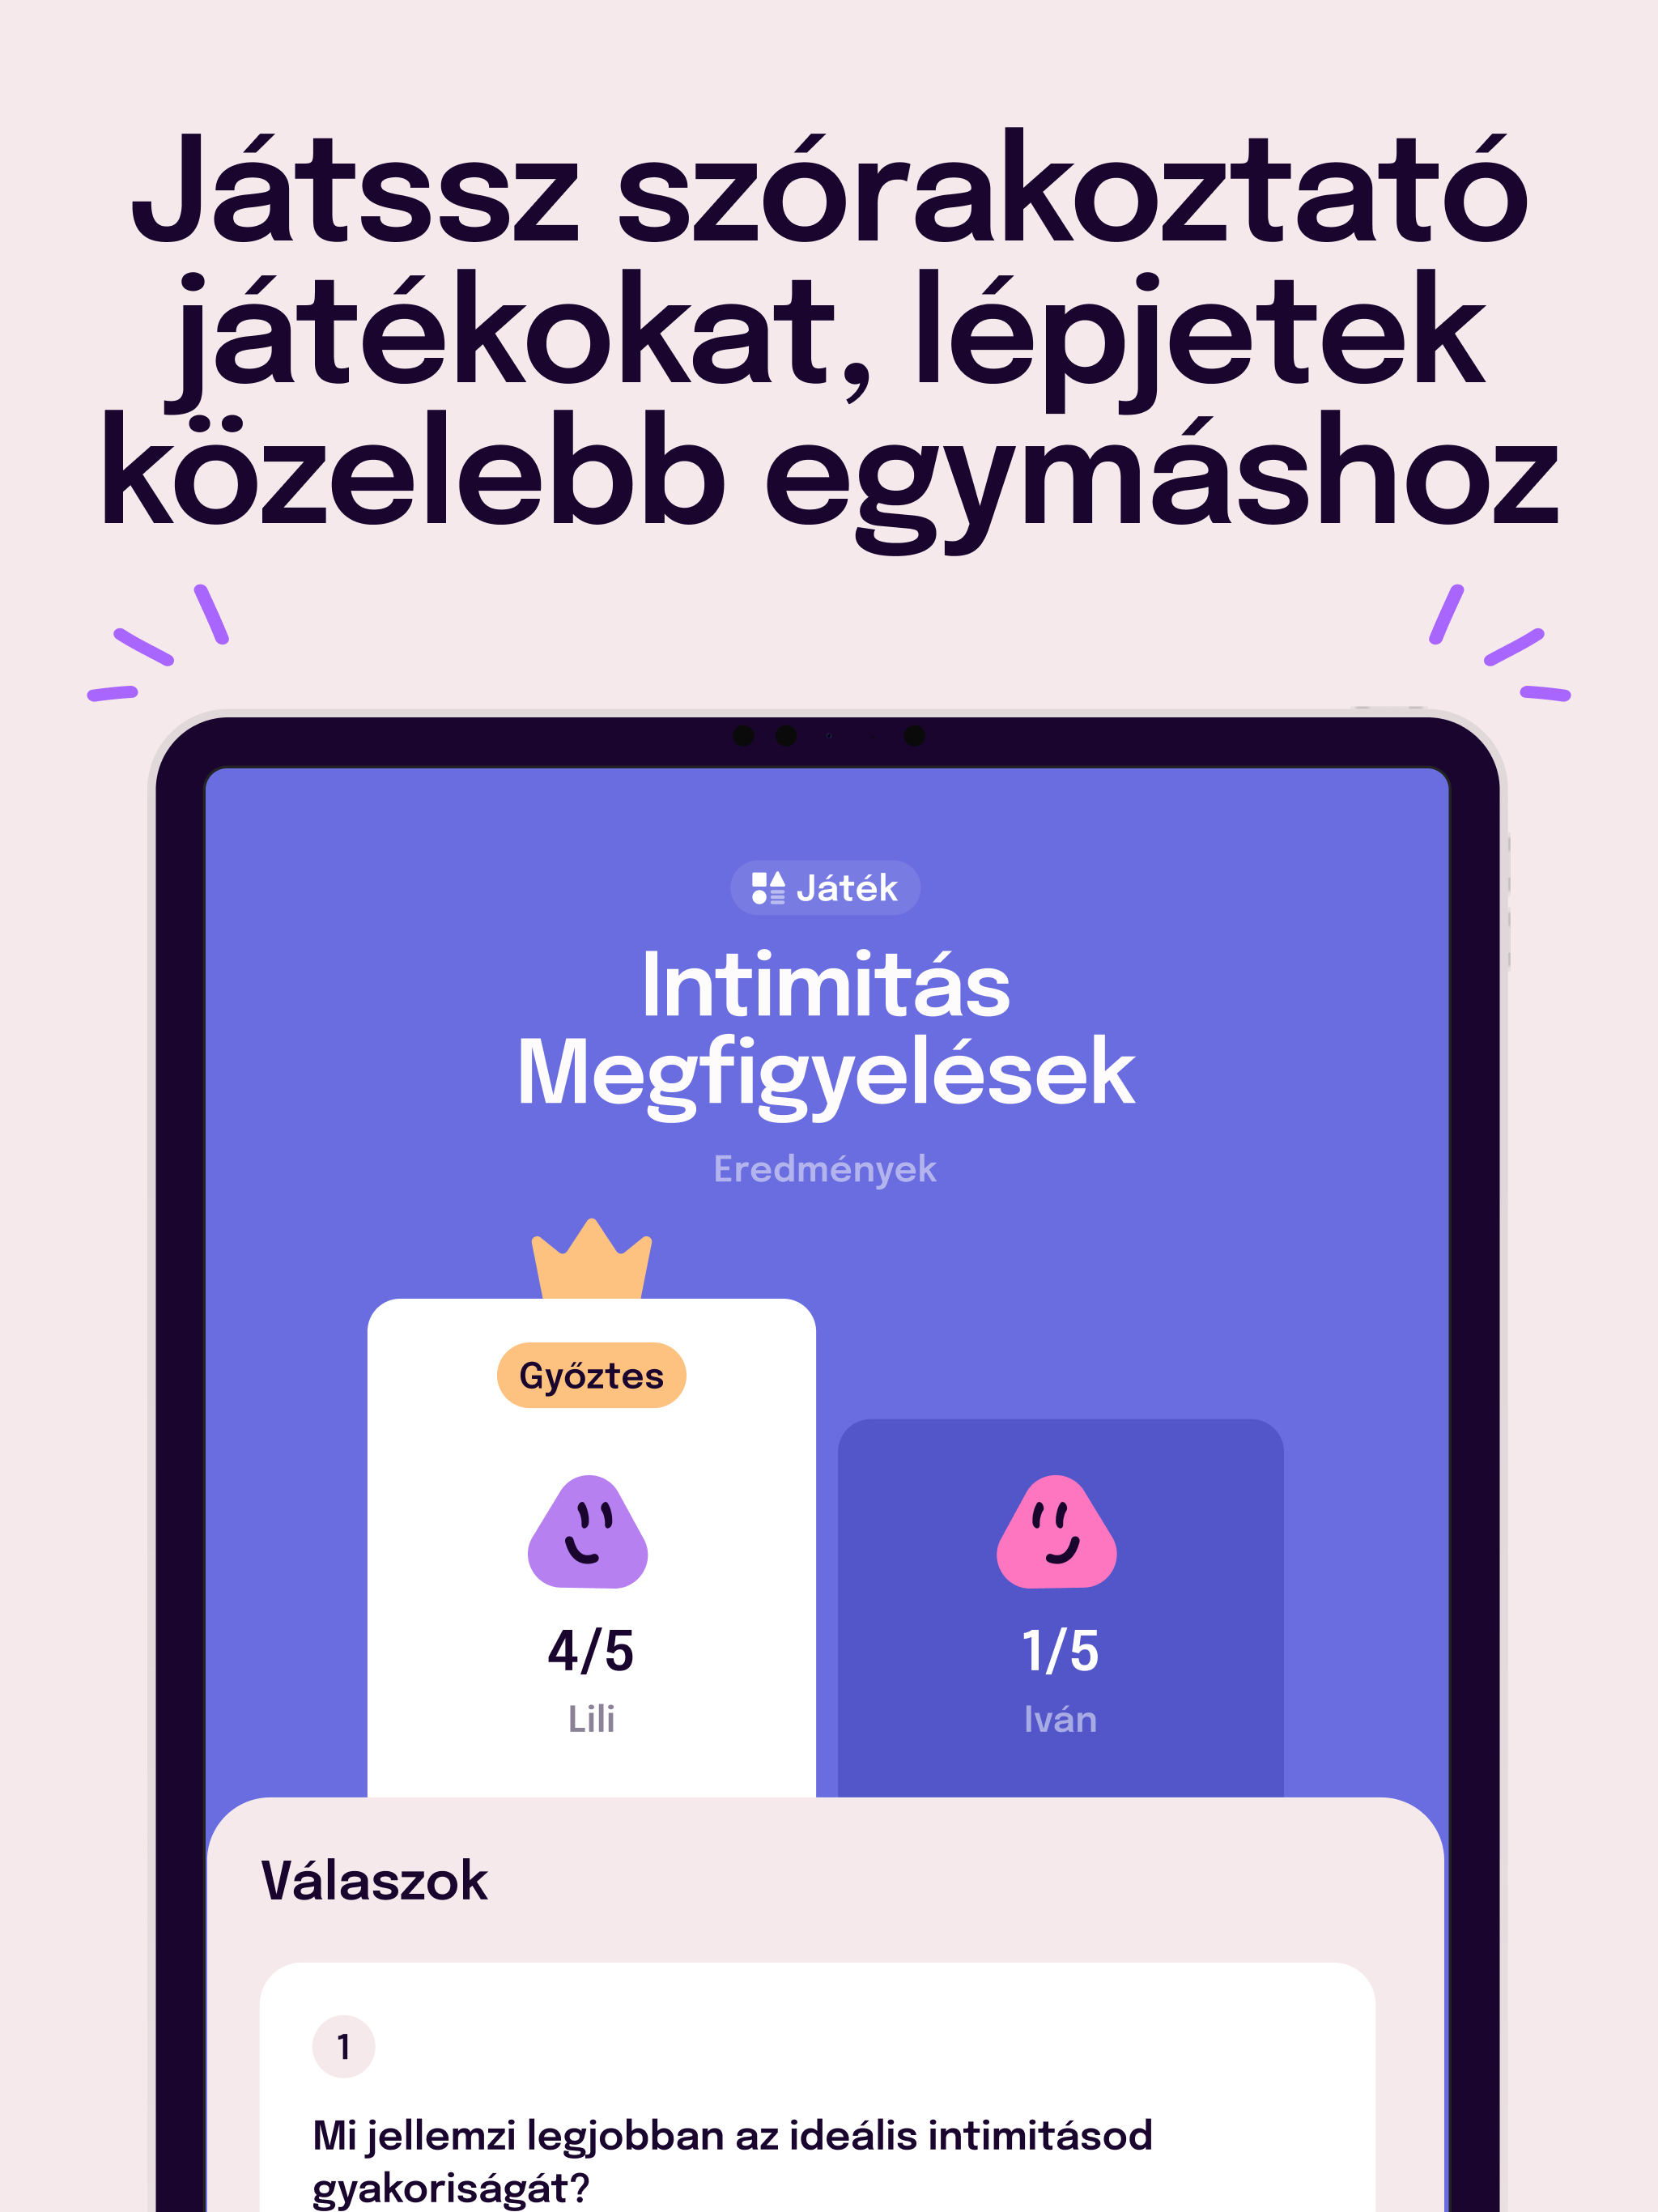 Játssz szórakoztató
játékokat, lépjetek
közelebb egymáshoz
Játék
Intimitás
Megfigyelések
Eredmények
Győztes
4/5
Lili
1/5
Iván
Válaszok
1
Mi jellemzi legjobban az ideális intimitásod
gyakoriságát?